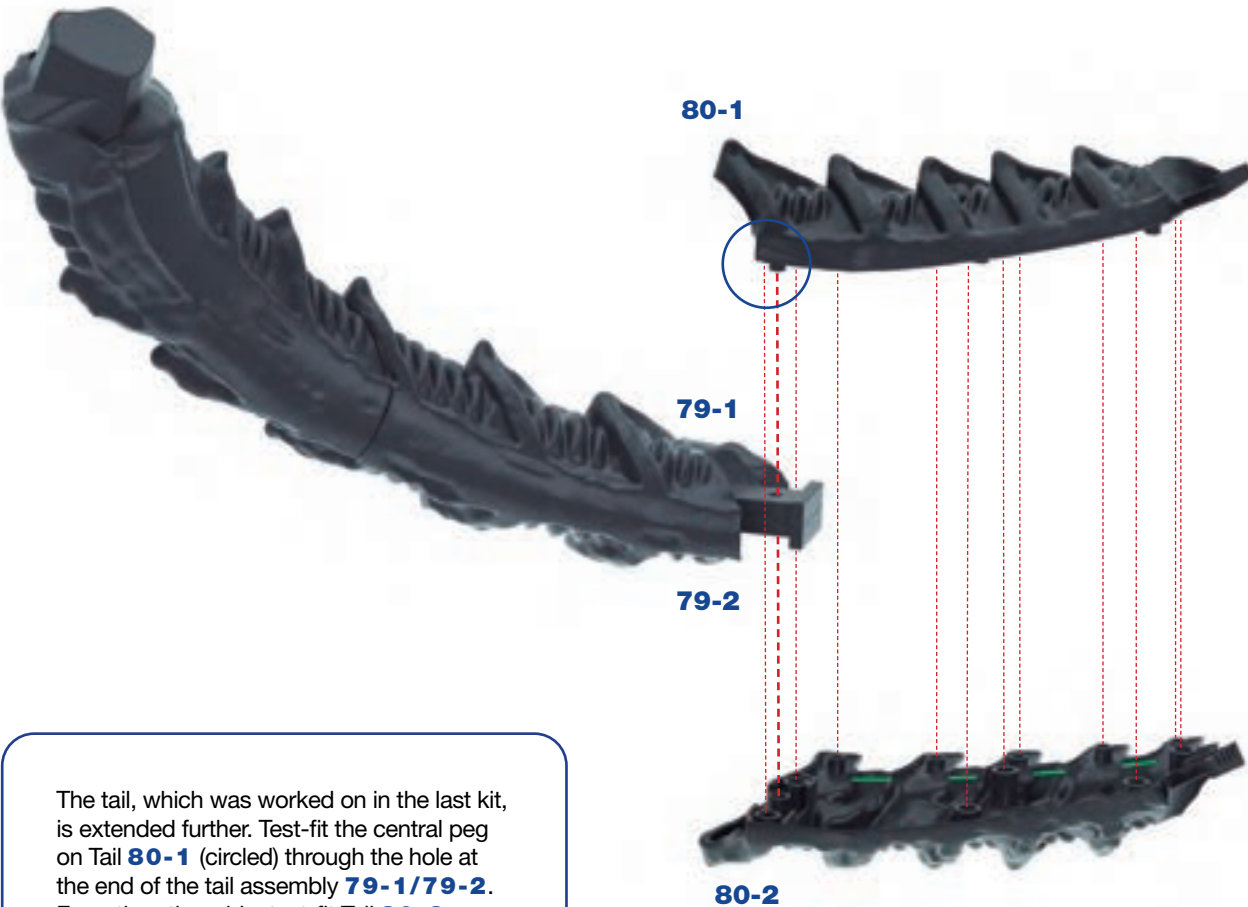 80-1
79-1
79-2
The tail, which was worked on in the last kit,
is extended further. Test-fit the central peg
on Tail 80-1 (circled) through the hole at
the end of the tail assembly 79-1/79-2.
80-2